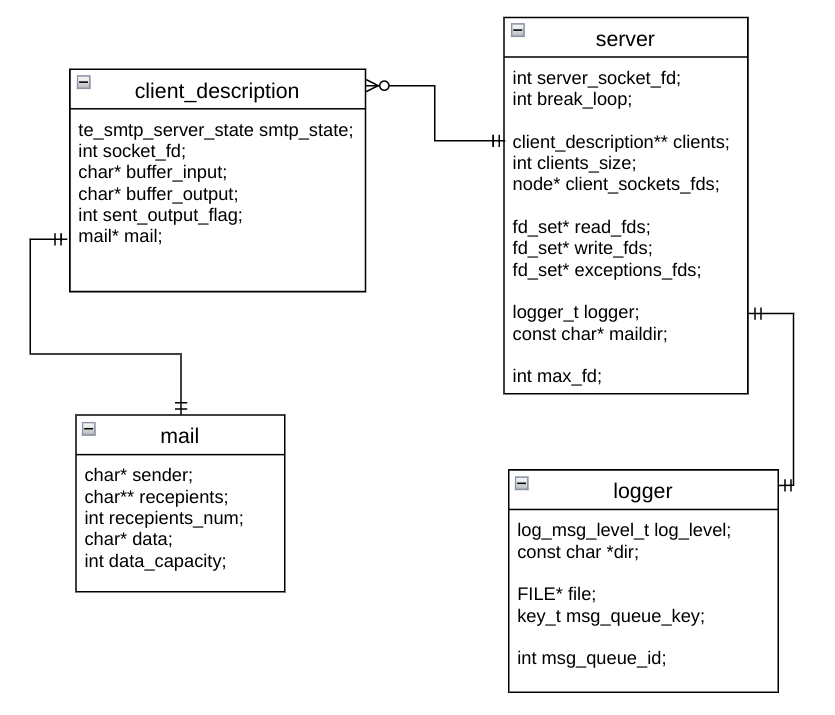 client_description
te_smtp_server_state smtp_state;
int socket_fd;
char* buffer_input;
char* buffer_output;
int sent_output_flag;
mail* mail;
server
int server_socket_fd;
int break_loop;
client_description** clients;
int clients_size;
node* client_sockets_fds;
fd_set* read_fds;
fd_set* write_fds;
fd_set* exceptions_fds;
logger_t logger;
const char* maildir;
int max_fd;
mail
char* sender;
char** recepients;
int recepients_num;
char* data;
int data_capacity;
logger
log_msg_level_t log_level;
const char *dir;
FILE* file;
key_t msg_queue_key;
int msg_queue_id;